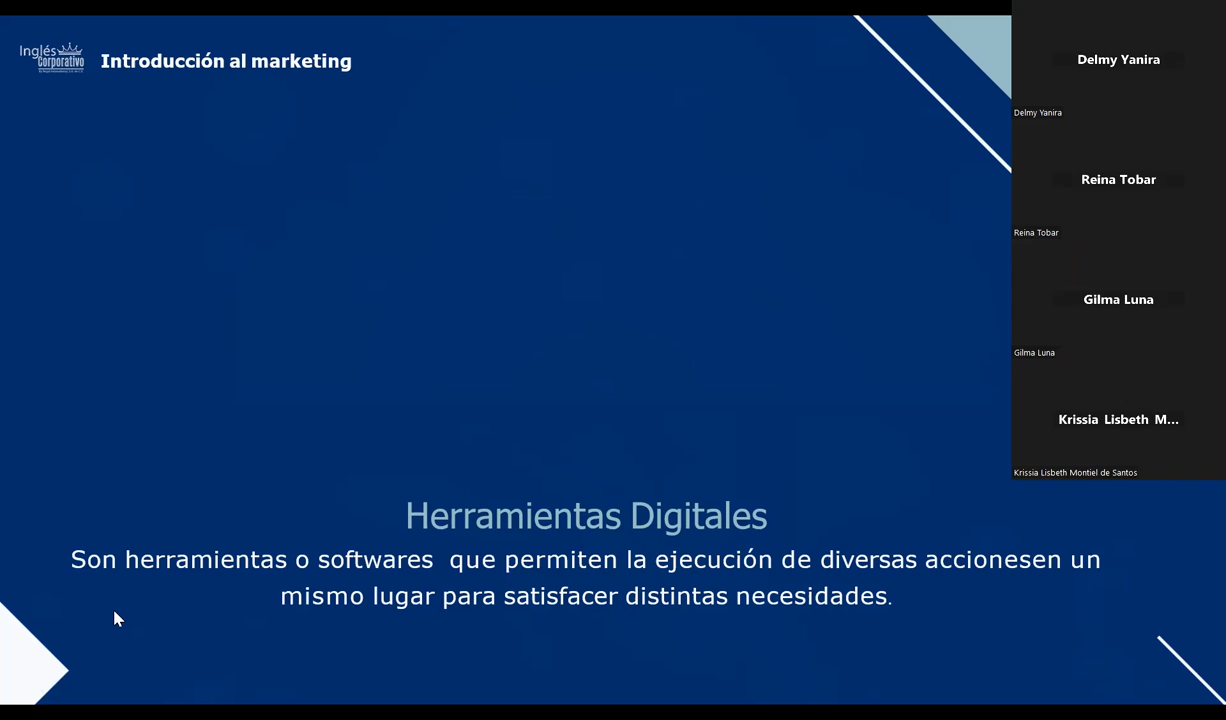 Inglés
Corporativo
Introducción al marketing
Delmy Yanira
Delmy Yanira
Reina Tobar
Reina Tobar
Gilma Luna
Gilma Luna
Krissia Lisbeth M...
Krissia Lisbeth Montiel de Santos
Herramientas Digitales
Son herramientas o softwares que permiten la ejecución de diversas accionesen un
mismo lugar para satisfacer distintas necesidades.